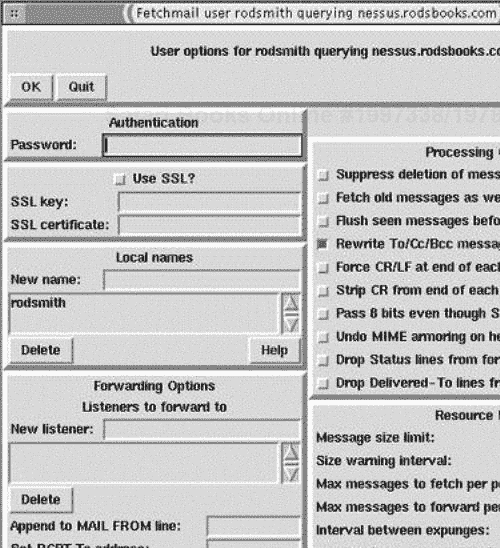 Fetchmail user rodsmith querying nessus.rodsbooks.com
User options for rodsmith querying nessus.rodsbooks.co
OK Quit
Authentication
Password:
Use SSL?
SSL key:
SSL certificate:
Local names
New name:
rodsmith
Delete Help
Forwarding Options
Listeners to forward to
New listener:
Delete
Append to MAIL FROM line:
Processing
Suppress deletion of mess
Fetch old messages as we
Flush seen messages befo
Rewrite To/Cc/Bcc messa
Force CR/LF at end of eac
Strip CR from end of each
Pass 8 bits even though S
Undo MIME armoring on he
Drop Status lines from for
Drop Delivered-To lines fr
Resource
Message size limit:
Size warning interval:
Max messages to fetch per p
Max messages to forward pe
Interval between expunges: